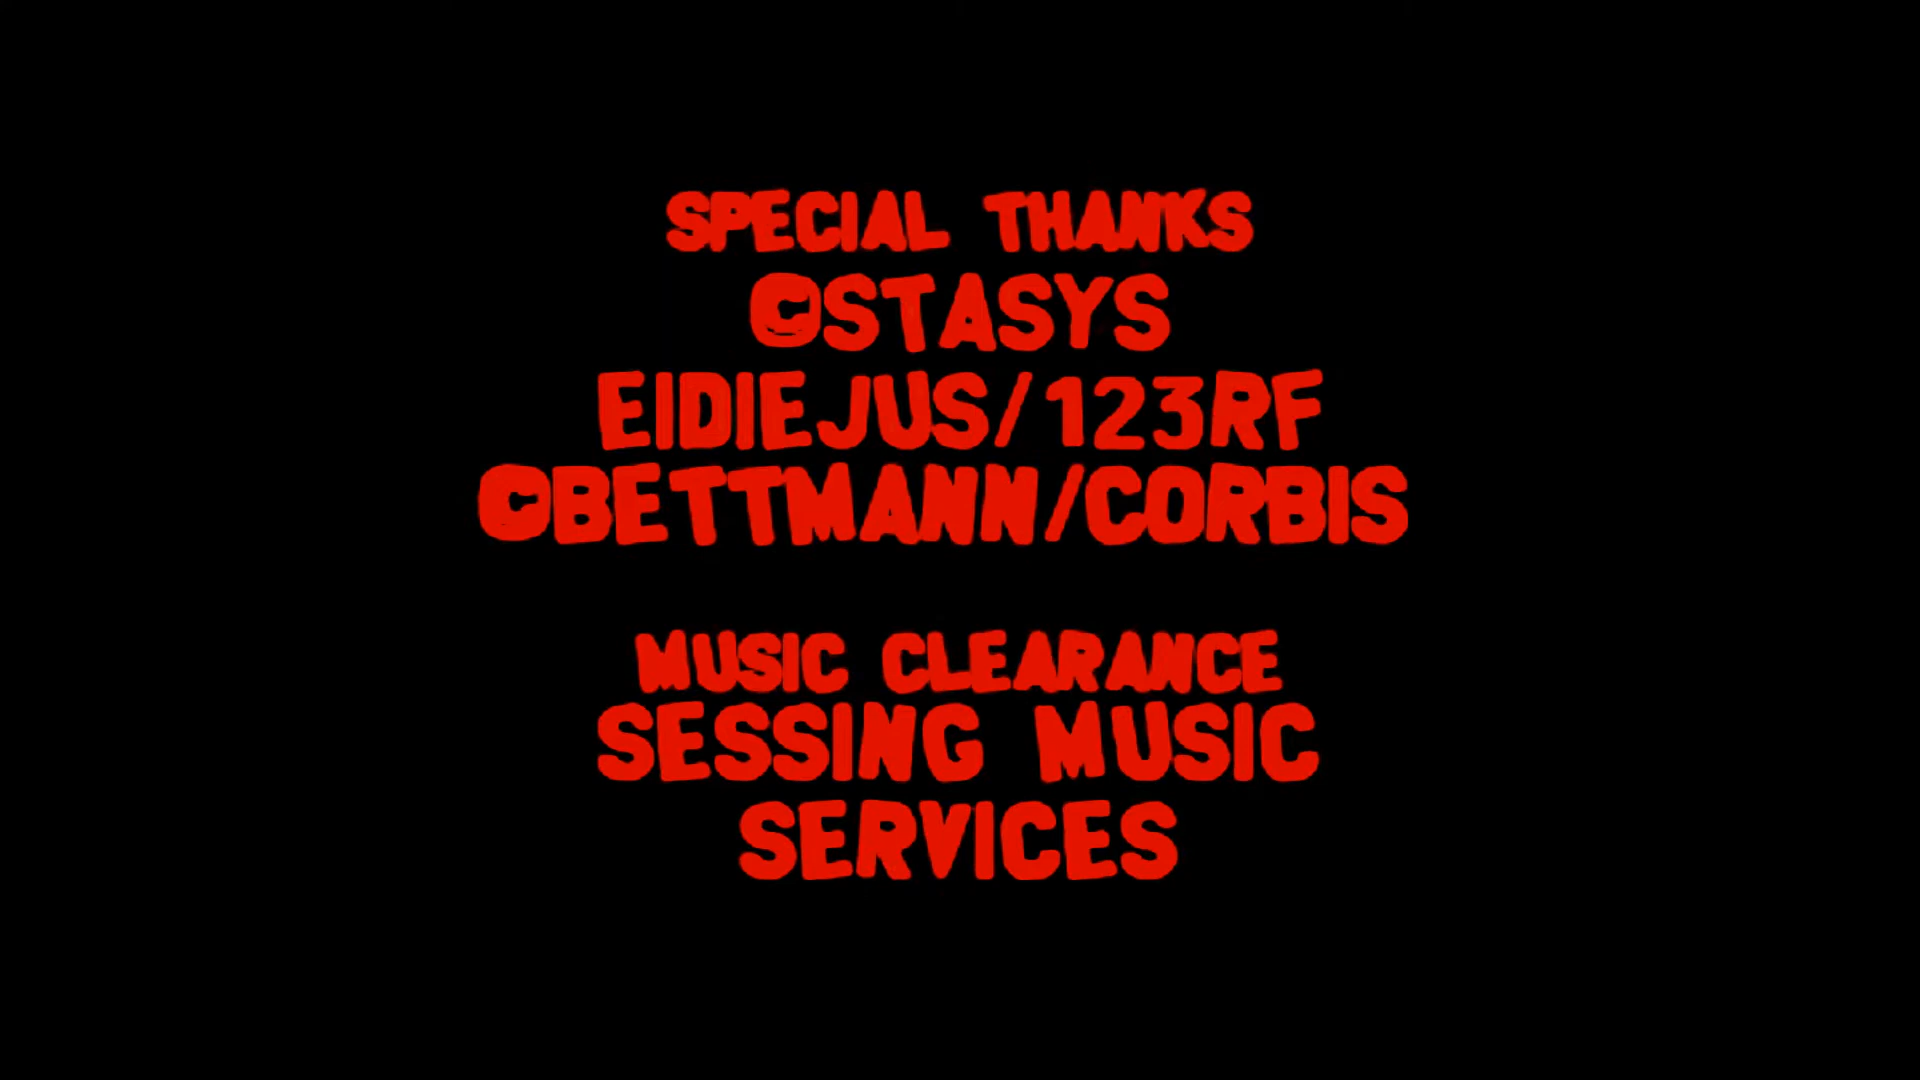 SPECIAL THANKS
©STASYS
EIDIEJUS/123RF
©BETTMANN/CORBIS
MUSIC CLEARANCE
SESSING MUSIC
SERVICES